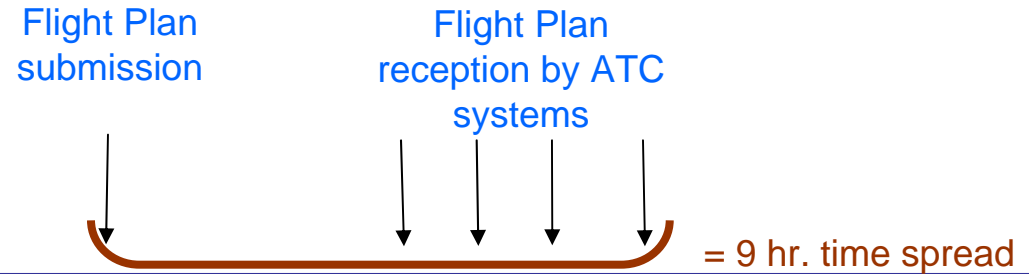 Flight Plan
submission
Flight Plan
reception by ATC
systems
= 9 hr. time spread